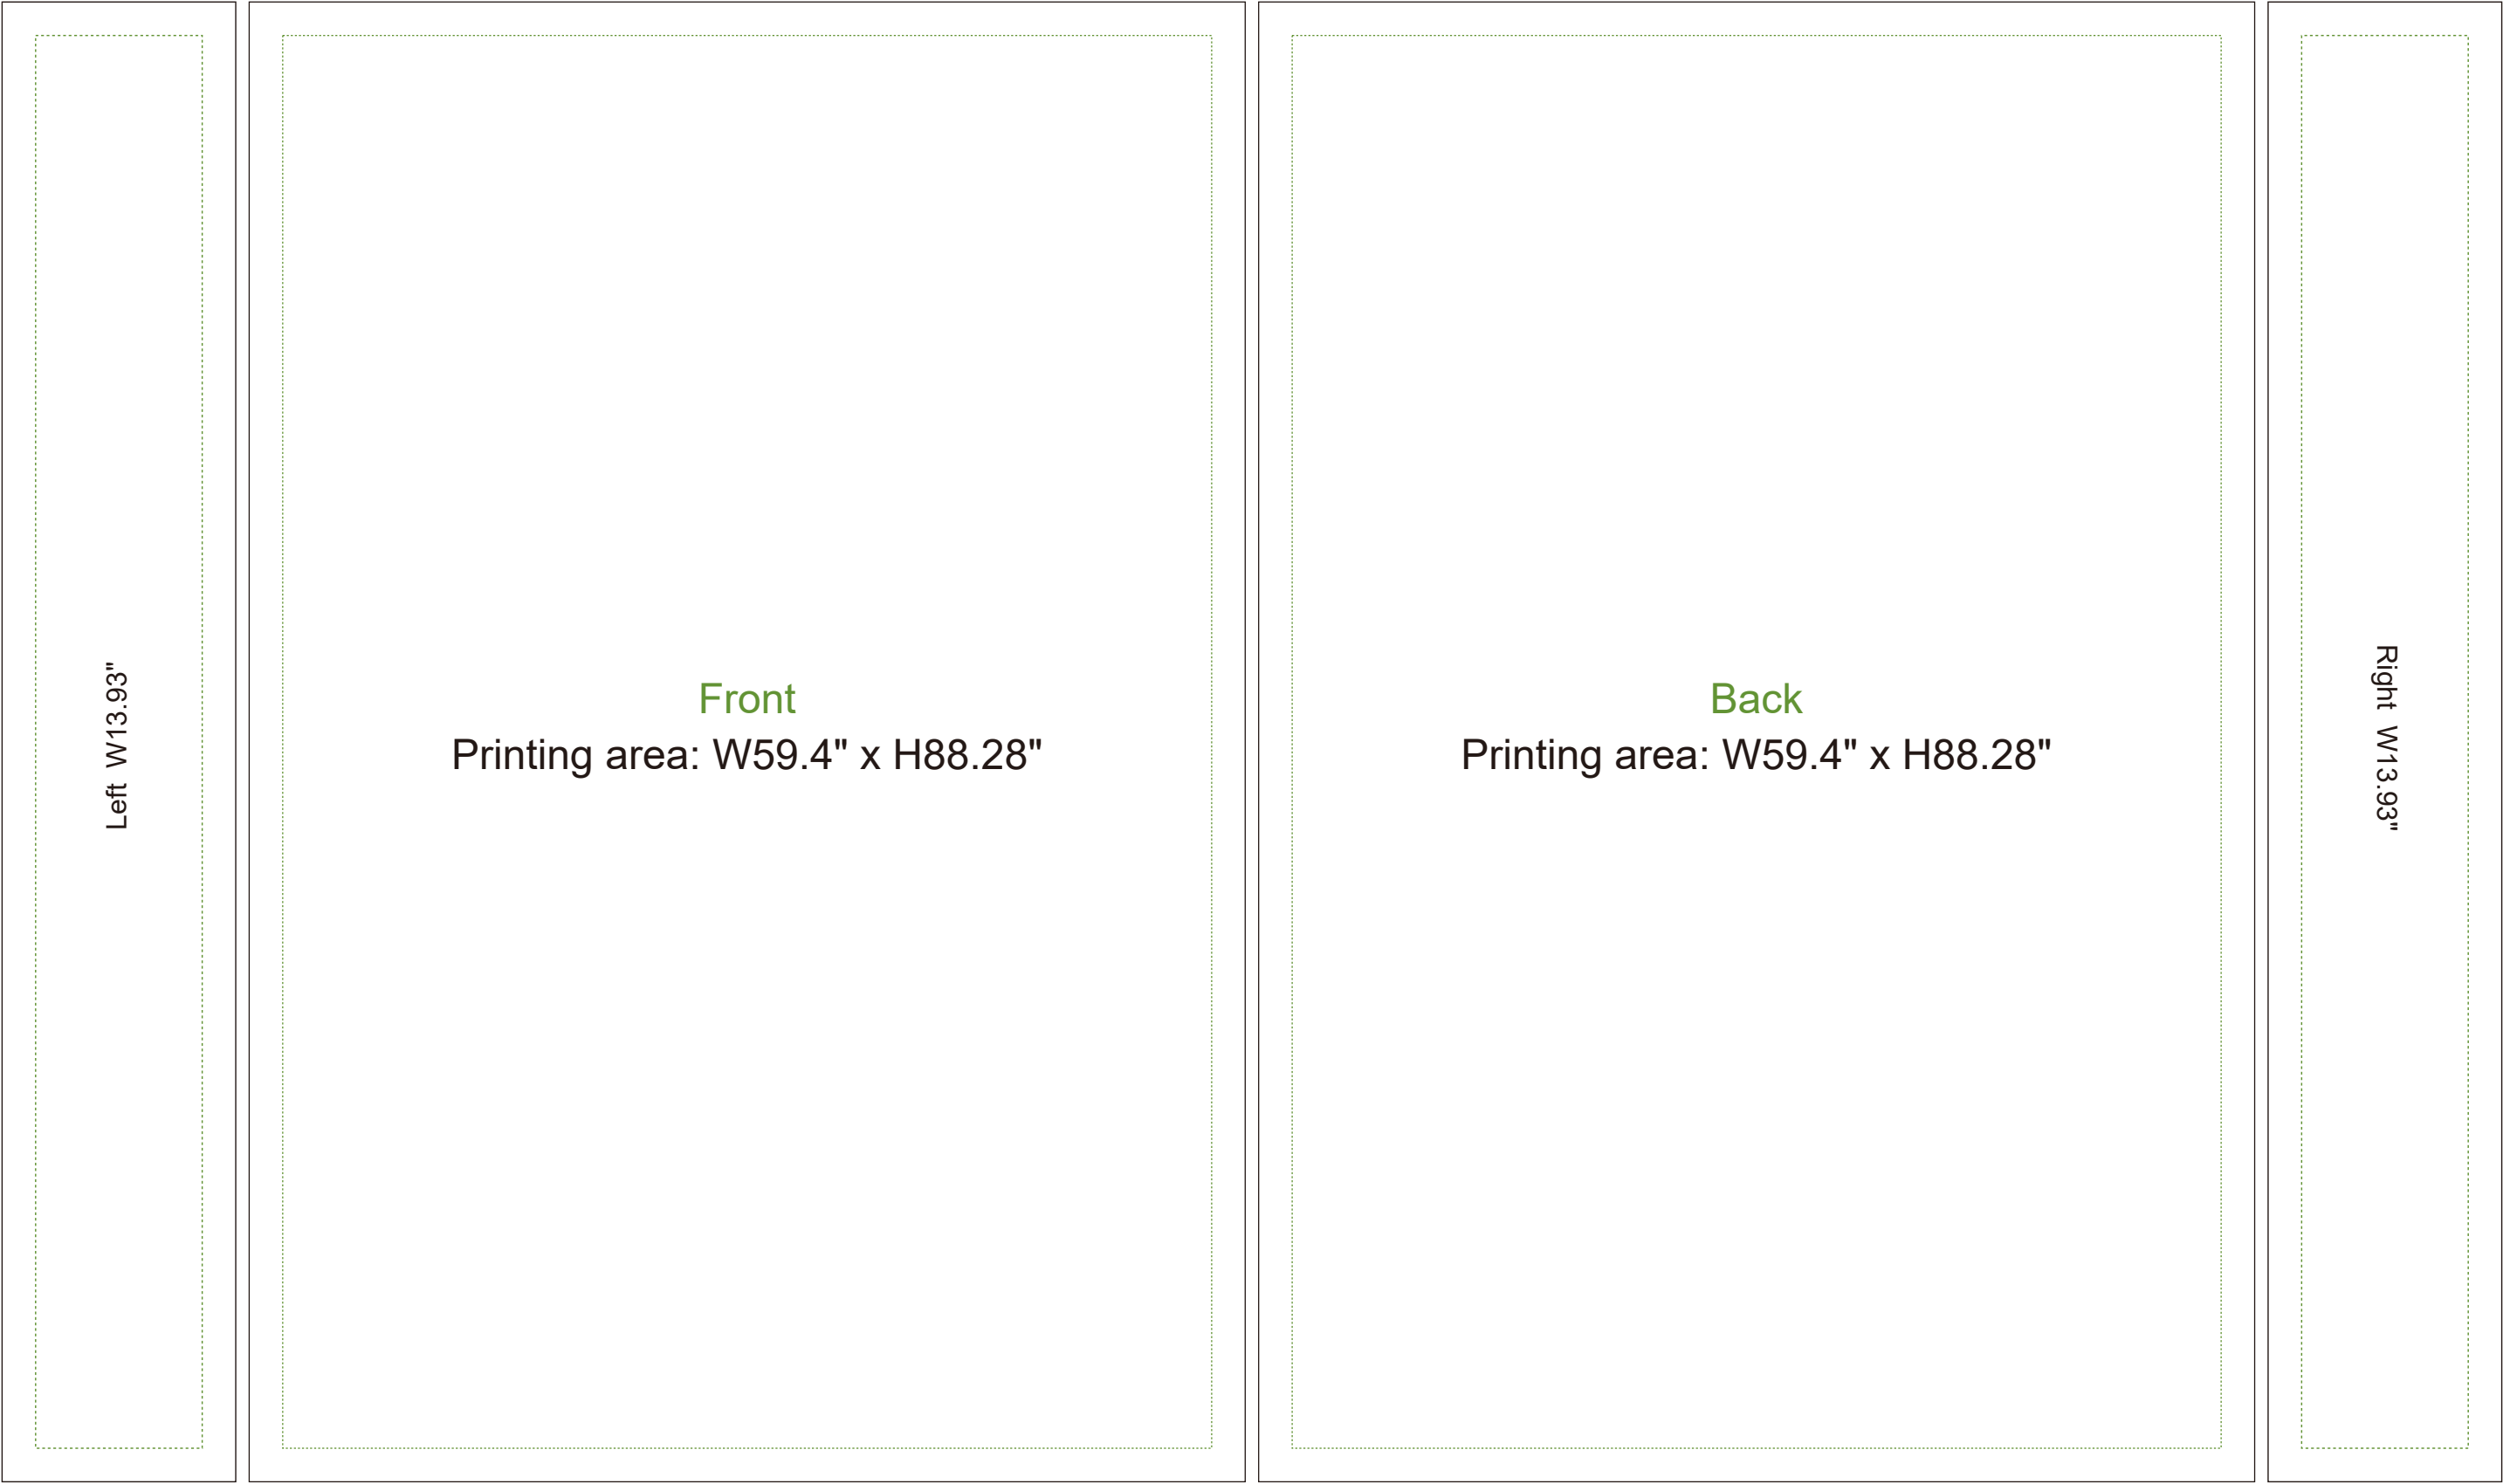 Left  W13.93"
Front
Printing area: W59.4" x H88.28"
Back
Printing area: W59.4" x H88.28"
Right  W13.93"